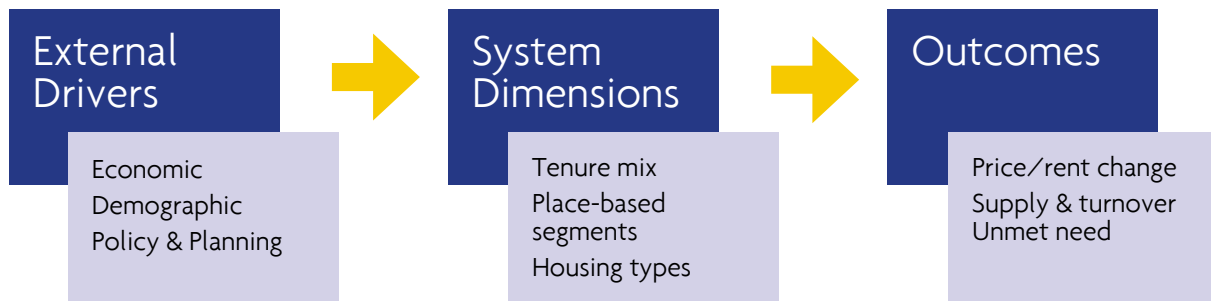 External
Drivers
Economic
Demographic
Policy & Planning
System
Dimensions
Tenure mix
Place-based
segments
Housing types
Outcomes
Price/rent change
Supply & turnover
Unmet need